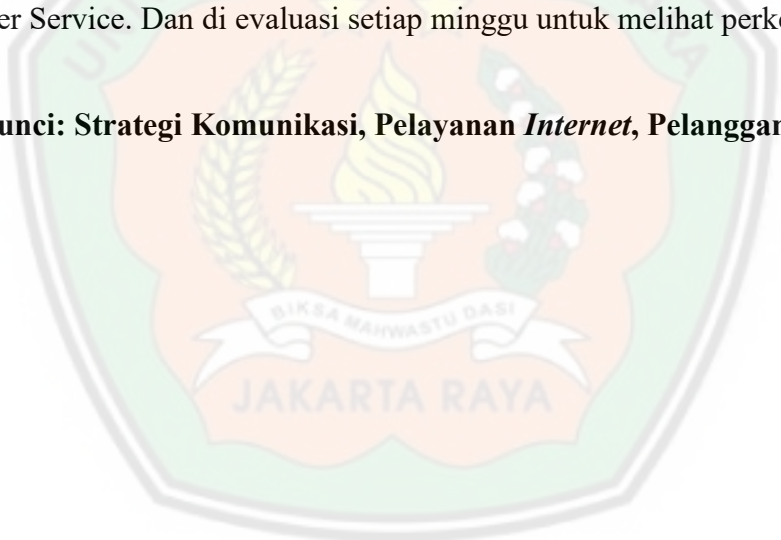 er Service. Dan di evaluasi setiap minggu untuk melihat perk
unci: Strategi Komunikasi, Pelayanan Internet, Pelanggan
BIKSA MAHWASTU DASI
JAKARTA RAYA